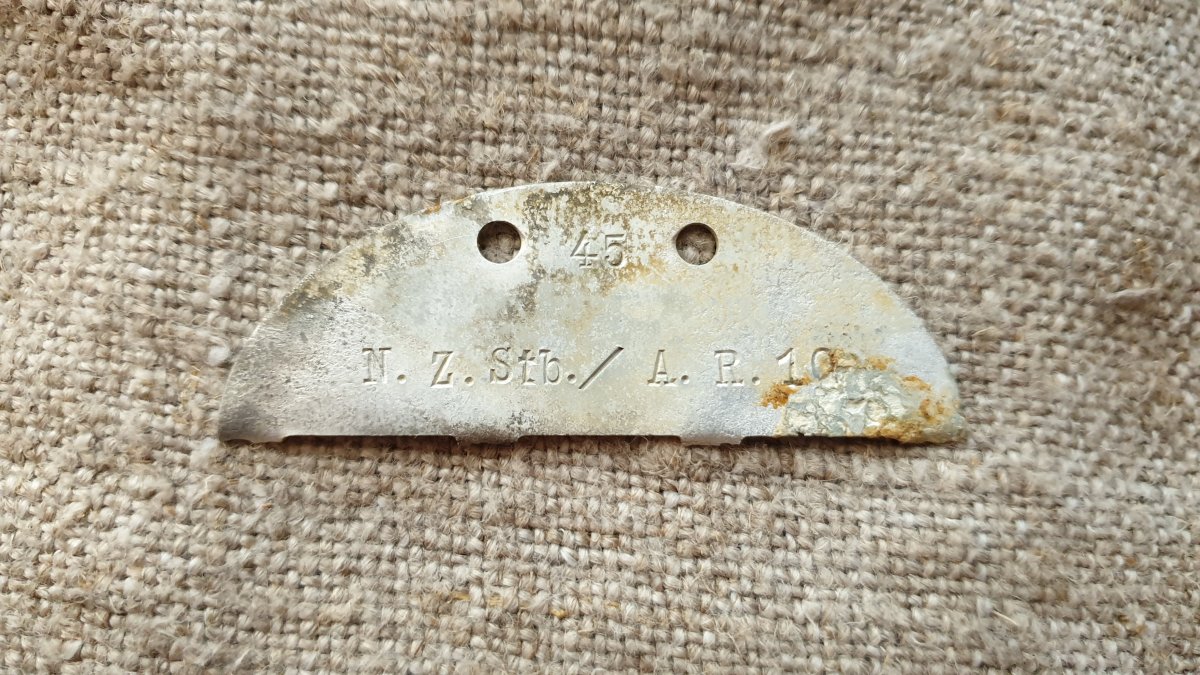 45
N. Z. Stb. / A. R. 10